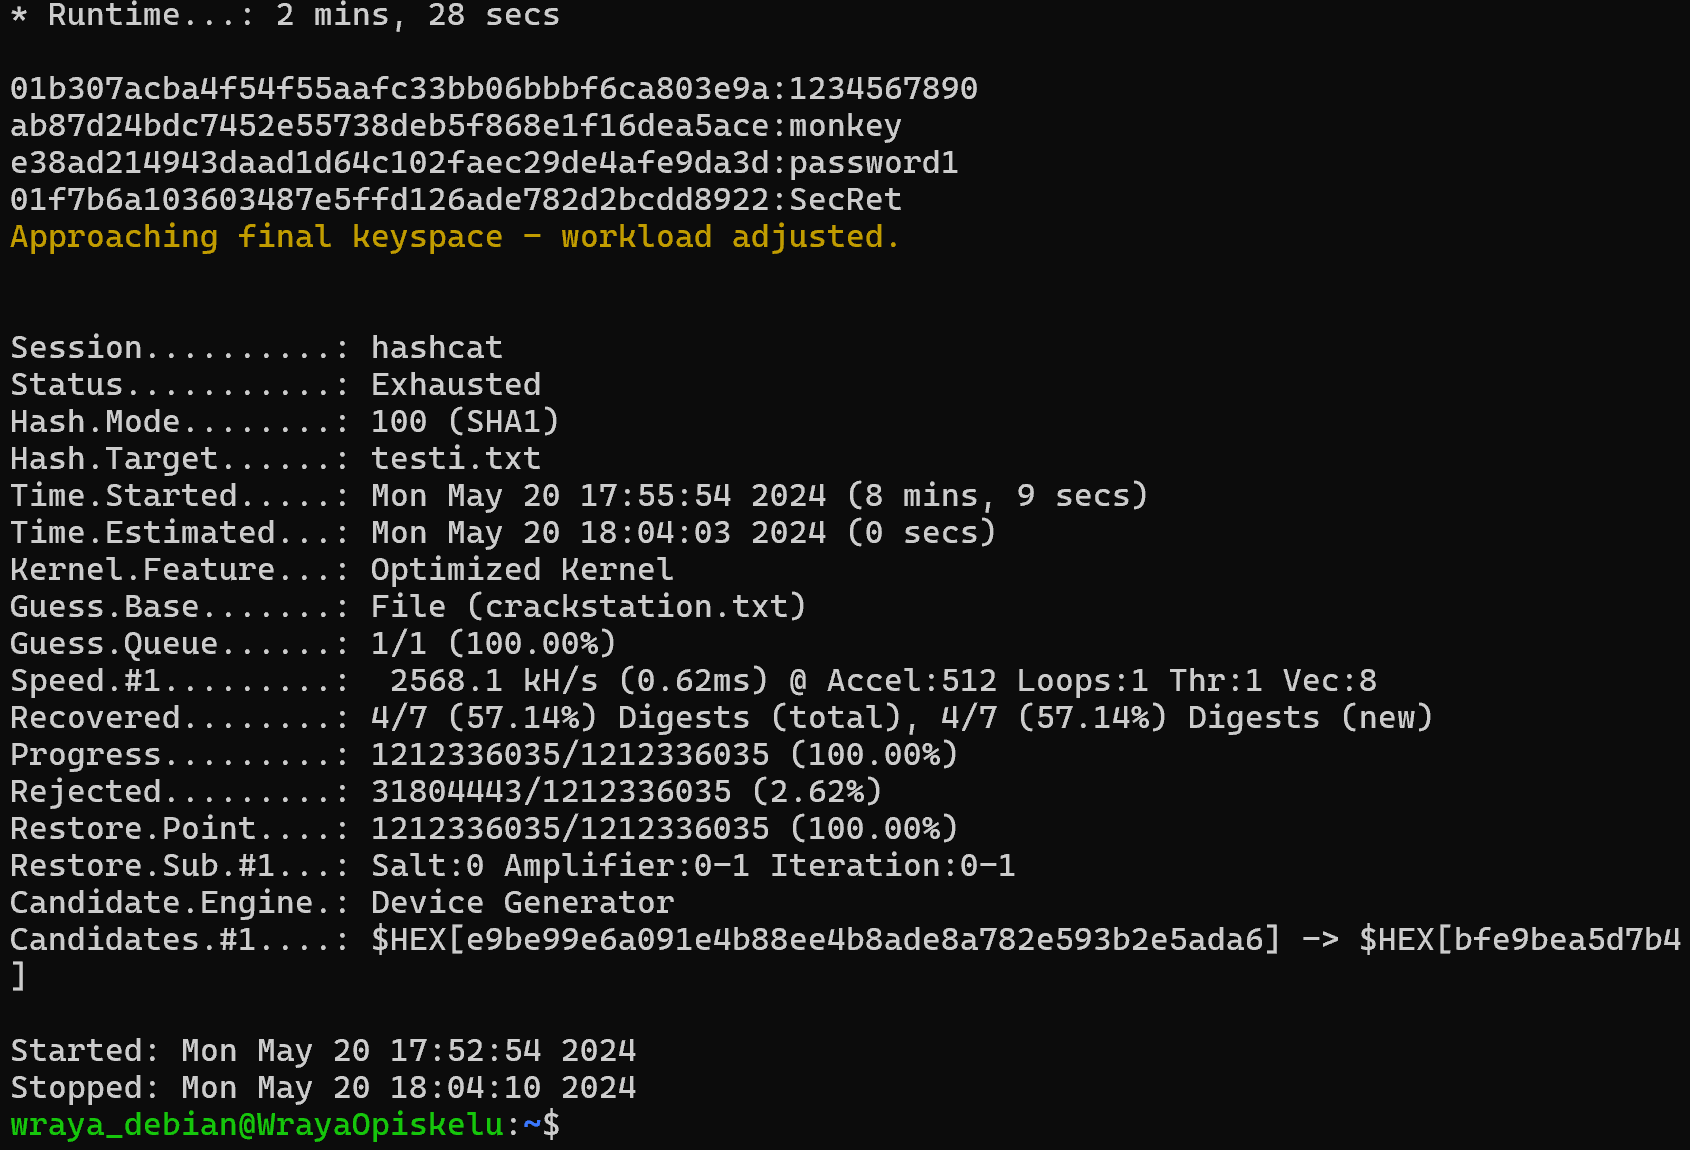 * Runtime...: 2 mins, 28 secs
01b307acba4f54f55aafc33bb06bbbf6ca803e9a:1234567890
ab87d24bdc7452e55738deb5f868e1f16dea5ace:monkey
e38ad214943daad1d64c102faec29de4afe9da3d:password1
01f7b6a103603487e5ffd126ade782d2bcdd8922:SecRet
Approaching final keyspace - workload adjusted.
Session..........: hashcat
Status...........: Exhausted
Hash.Mode........: 100 (SHA1)
Hash.Target......: testi.txt
Time.Started.....: Mon May 20 17:55:54 2024 (8 mins, 9 secs)
Time.Estimated...: Mon May 20 18:04:03 2024 (0 secs)
Kernel.Feature...: Optimized Kernel
Guess.Base.......: File (crackstation.txt)
Guess.Queue......: 1/1 (100.00%)
Speed.#1.........:  2568.1 kH/s (0.62ms) @ Accel:512 Loops:1 Thr:1 Vec:8
Recovered........: 4/7 (57.14%) Digests (total), 4/7 (57.14%) Digests (new)
Progress.........: 1212336035/1212336035 (100.00%)
Rejected.........: 31804443/1212336035 (2.62%)
Restore.Point....: 1212336035/1212336035 (100.00%)
Restore.Sub.#1...: Salt:0 Amplifier:0-1 Iteration:0-1
Candidate.Engine.: Device Generator
Candidates.#1....: $HEX[e9be99e6a091e4b88ee4b8ade8a782e593b2e5ada6] -> $HEX[bfe9bea5d7b4
]
Started: Mon May 20 17:52:54 2024
Stopped: Mon May 20 18:04:10 2024
wraya_debian@WrayaOpiskelu:~$